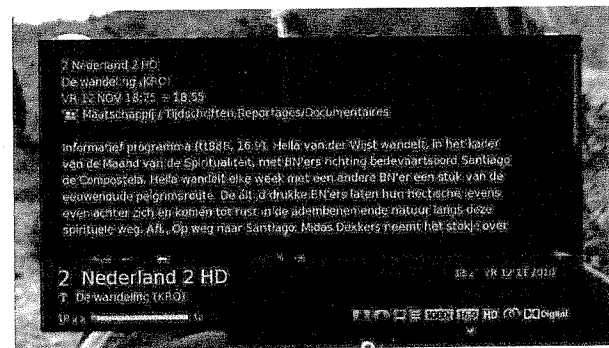 2 Nederland 2 HD
De wandeling (KRO)
VR 12 NOV 18:25 - 18:55
Maatschappij / Tijdschriften,Reportages/Documentaires
Informatief programma (tt888, 16:9). Hella van der Wijst wandelt, in het kader
van de Maand van de Spiritualiteit, met BN'ers richting bedevaartsoord Santiago
de Compostela. Hella wandelt elke week met een andere BN'er een stuk van de
eeuwenoude pelgrimsroute. De altijd drukke BN'ers laten hun hectische levens
even achter zich en komen tot rust in de adembenemende natuur langs deze
spirituele weg. Afl., Op weg naar Santiago. Midas Dekkers neemt het stokje over
2 Nederland 2 HD
VR 12-11-2010
T De wandeling (KRO)
HD Digital